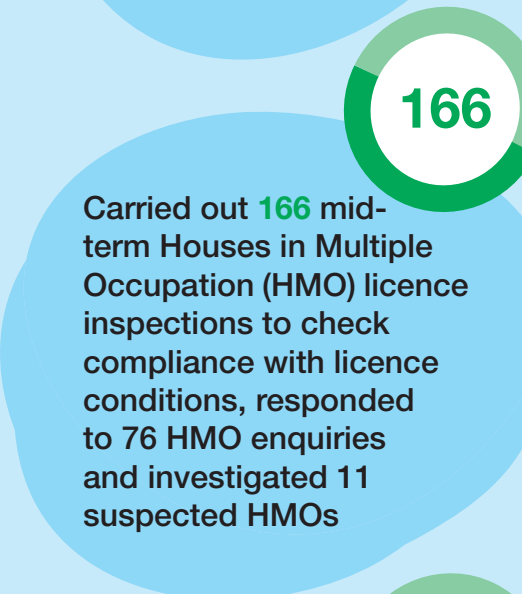 166
Carried out 166 mid-
term Houses in Multiple
Occupation (HMO) licence
inspections to check
compliance with licence
conditions, responded
to 76 HMO enquiries
and investigated 11
suspected HMOs